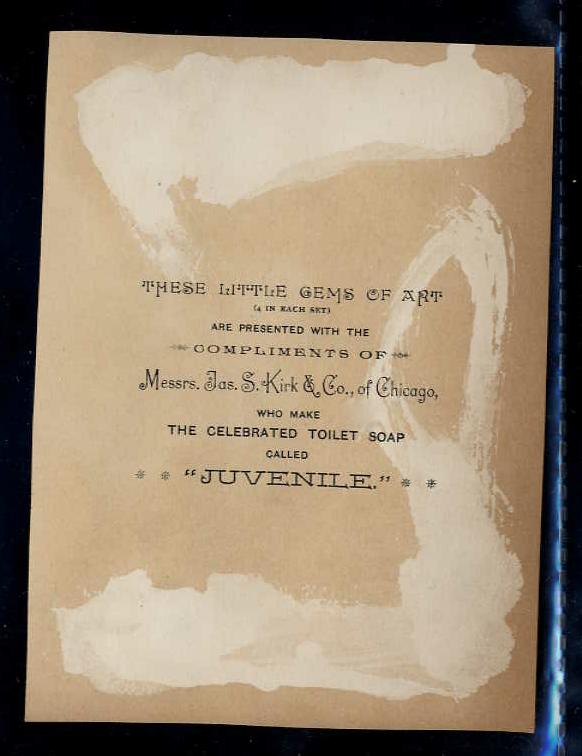 THESE LITTLE GEMS OF ART
(4 IN EACH SET)
ARE PRESENTED WITH THE
COMPLIMENTS OF
Messrs. Jas. S. Kirk & Co., of Chicago,
WHO MAKE
THE CELEBRATED TOILET SOAP
CALLED
* * "JUVENILE." * *